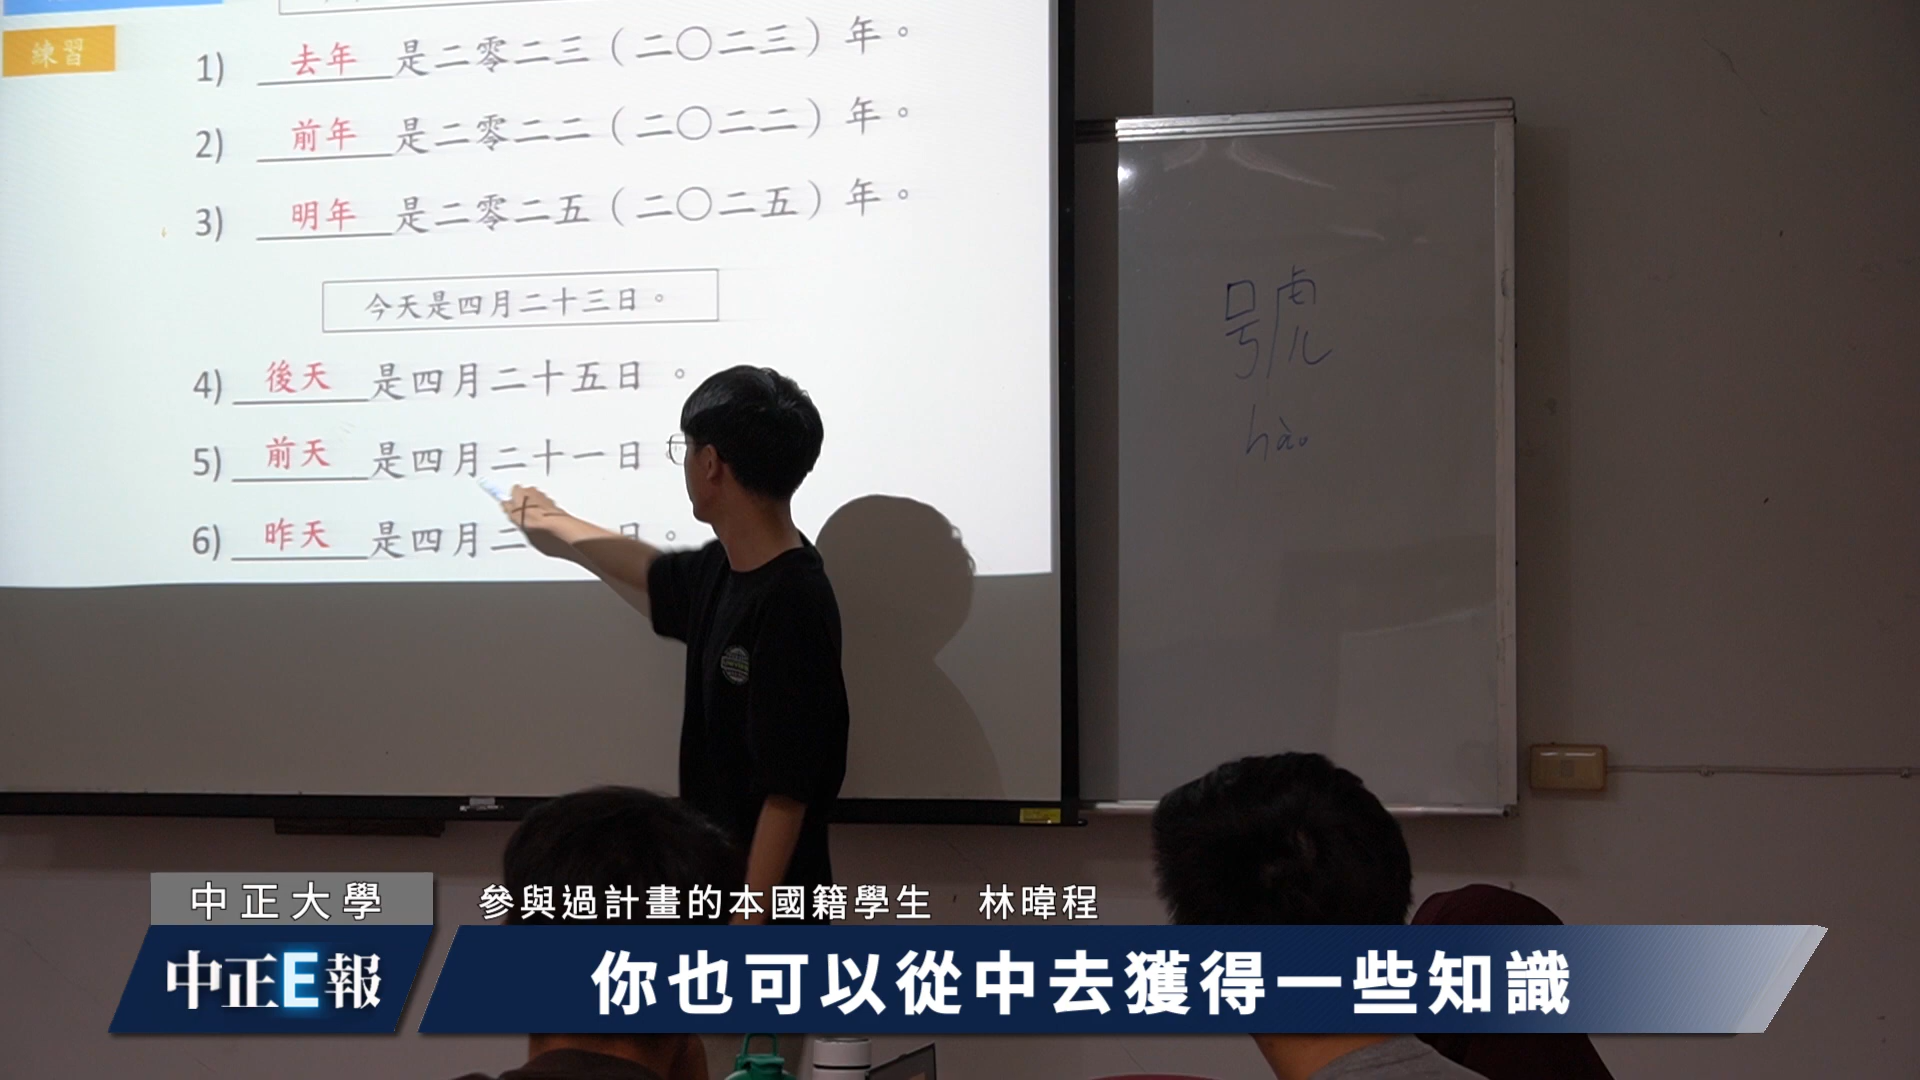 練習
1) 去年 是二零二三（二〇二三）年。
2) 前年 是二零二二（二〇二二）年。
3) 明年 是二零二五（二〇二五）年。
今天是四月二十三日。
4) 後天 是四月二十五日 。
5) 前天 是四月二十一日
6) 昨天 是四月二十 日。
號
hào
中正大學
參與過計畫的本國籍學生 林暐程
中正E報
你也可以從中去獲得一些知識